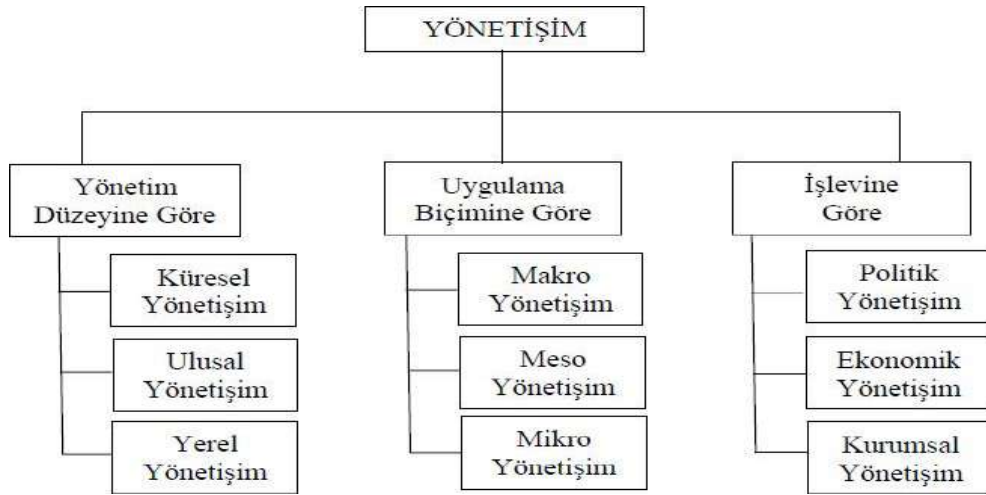 YÖNETİŞİM
Yönetim
Düzeyine Göre
Küresel
Yönetişim
Ulusal
Yönetişim
Yerel
Yönetişim
Uygulama
Biçimine Göre
Makro
Yönetişim
Meso
Yönetişim
Mikro
Yönetişim
İşlevine
Göre
Politik
Yönetişim
Ekonomik
Yönetişim
Kurumsal
Yönetişim